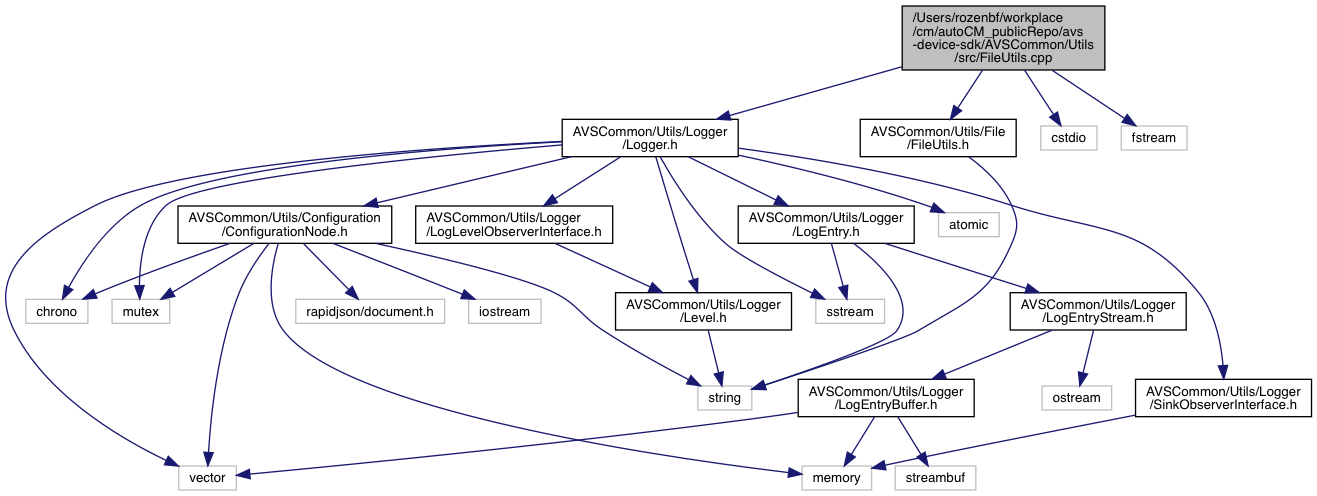 /Users/rozenbf/workplace
/cm/autoCM_publicRepo/avs
-device-sdk/AVSCommon/Utils
/src/FileUtils.cpp
AVSCommon/Utils/Logger
/Logger.h
AVSCommon/Utils/File
/FileUtils.h
cstdio
fstream
AVSCommon/Utils/Configuration
/ConfigurationNode.h
AVSCommon/Utils/Logger
/LogLevelObserverInterface.h
AVSCommon/Utils/Logger
/LogEntry.h
atomic
chrono
mutex
rapidjson/document.h
iostream
AVSCommon/Utils/Logger
/Level.h
sstream
AVSCommon/Utils/Logger
/LogEntryStream.h
string
AVSCommon/Utils/Logger
/LogEntryBuffer.h
ostream
AVSCommon/Utils/Logger
/SinkObserverInterface.h
vector
memory
streambuf